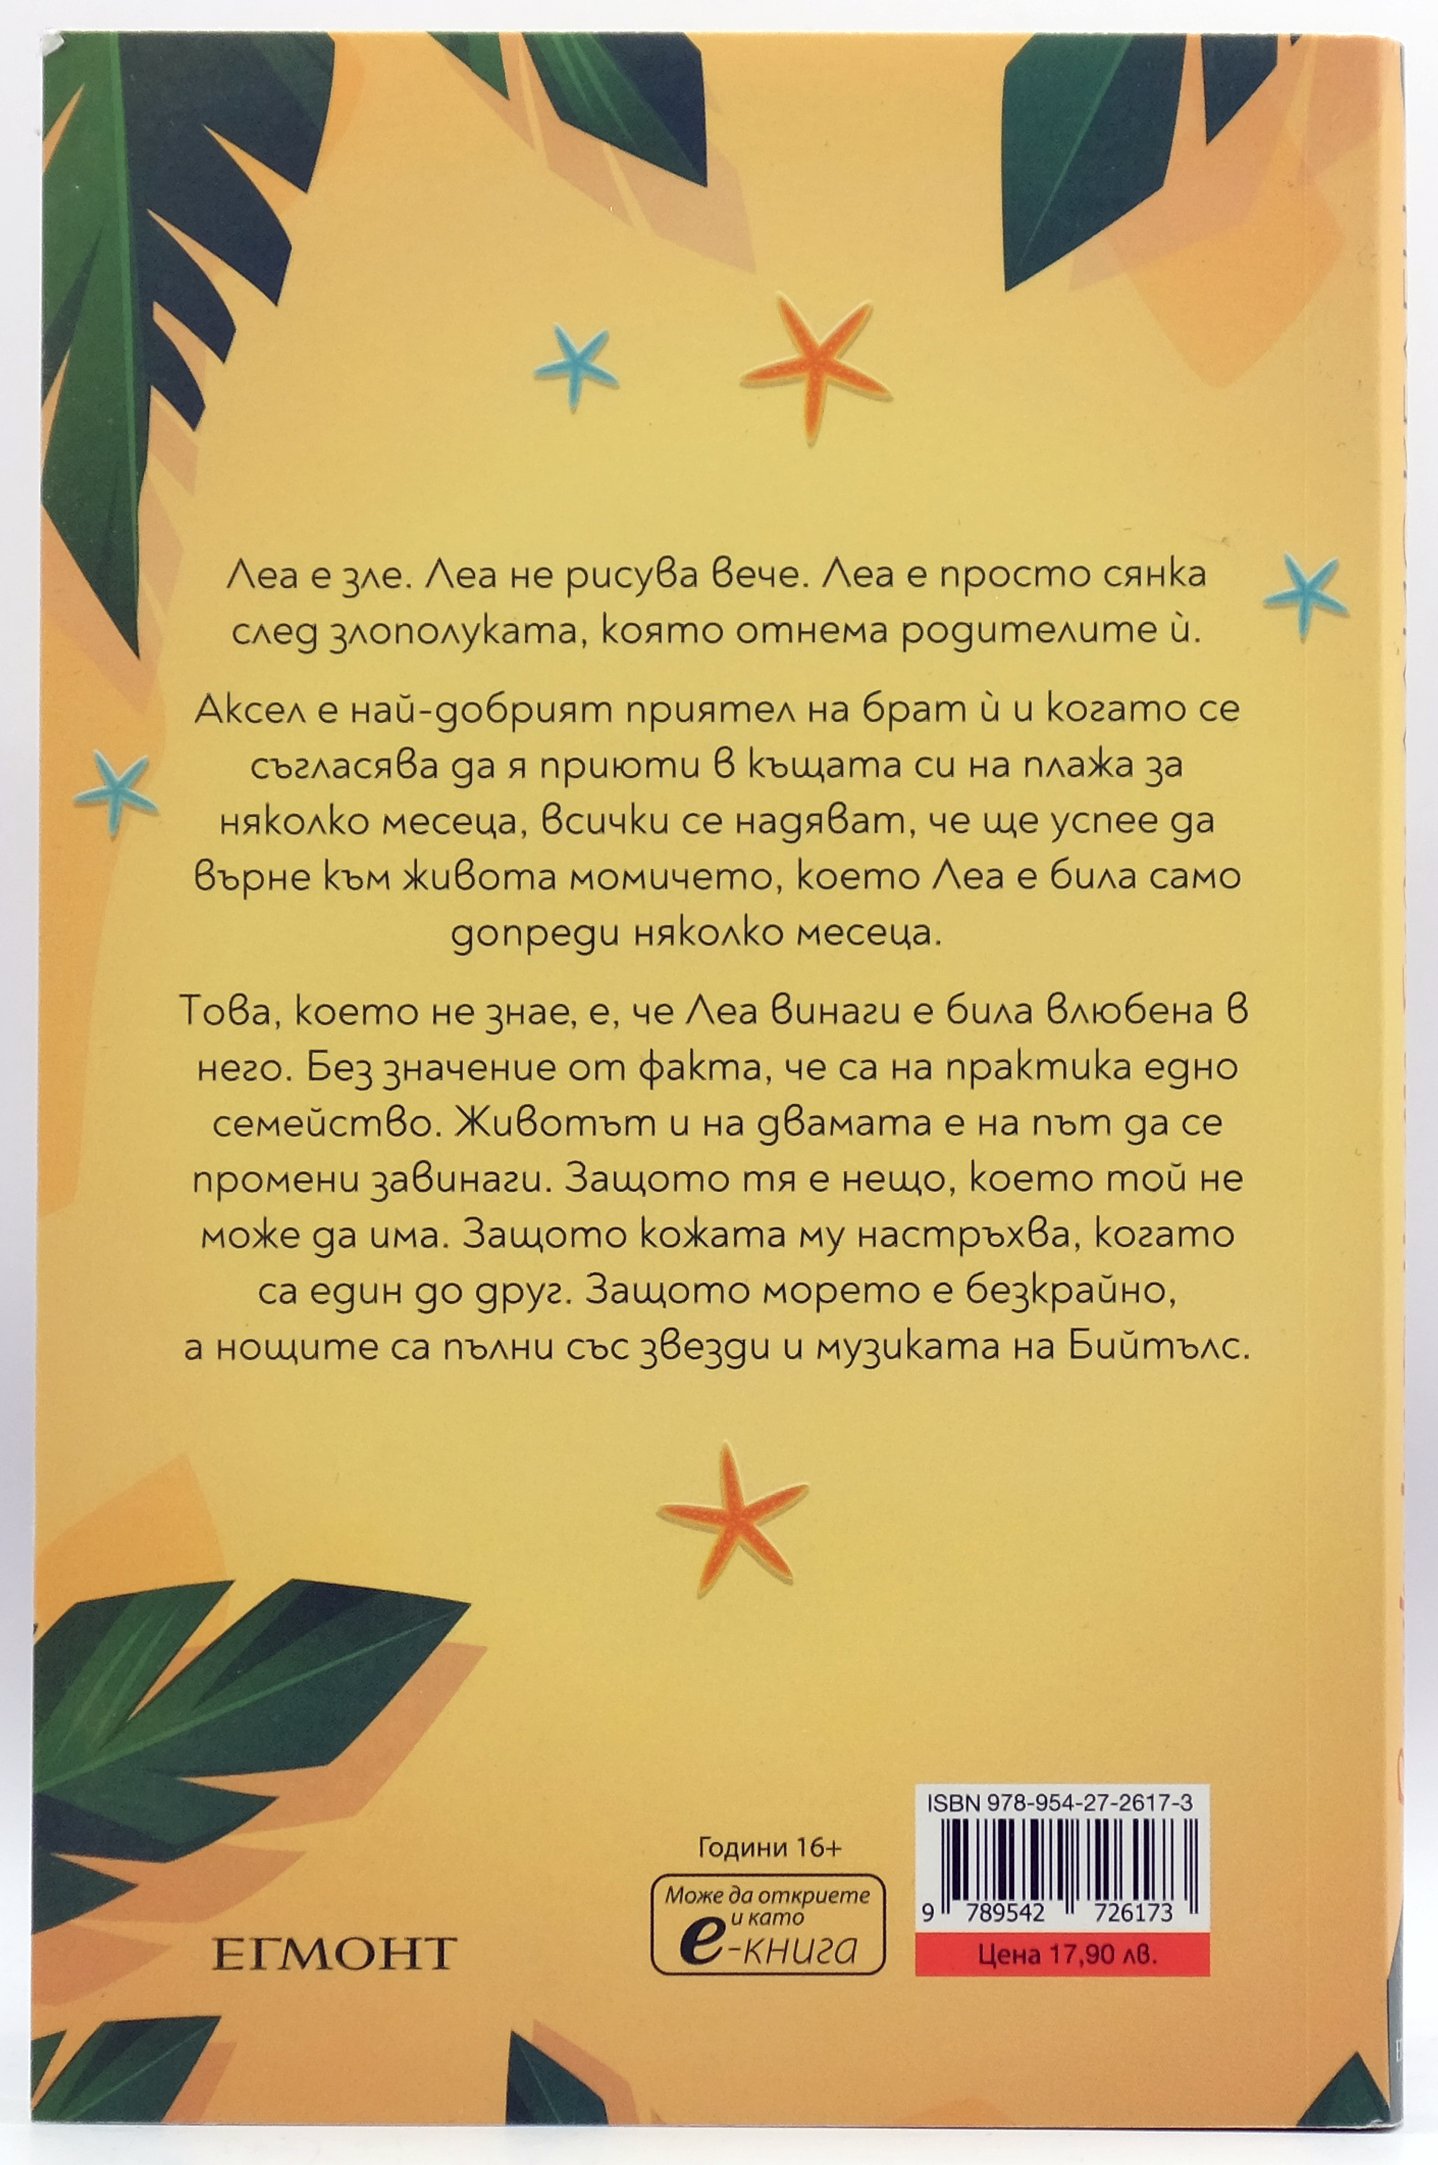 Леа е зле. Леа не рисува вече. Леа е просто сянка
след злополуката, която отнема родителите ѝ.
Аксел е най-добрият приятел на брат ѝ и когато се
съгласява да я приюти в къщата си на плажа за
няколко месеца, всички се надяват, че ще успее да
върне към живота момичето, което Леа е била само
допреди няколко месеца.
Това, което не знае, е, че Леа винаги е била влюбена в
него. Без значение от факта, че са на практика едно
семейство. Животът и на двамата е на път да се
промени завинаги. Защото тя е нещо, което той не
може да има. Защото кожата му настръхва, когато
са един до друг. Защото морето е безкрайно,
а нощите са пълни със звезди и музиката на Бийтълс.
ЕГМОНТ
Години 16+
Може да откриете
и като
е-книга
ISBN 978-954-27-2617-3
9 789542 726173
Цена 17,90 лв.